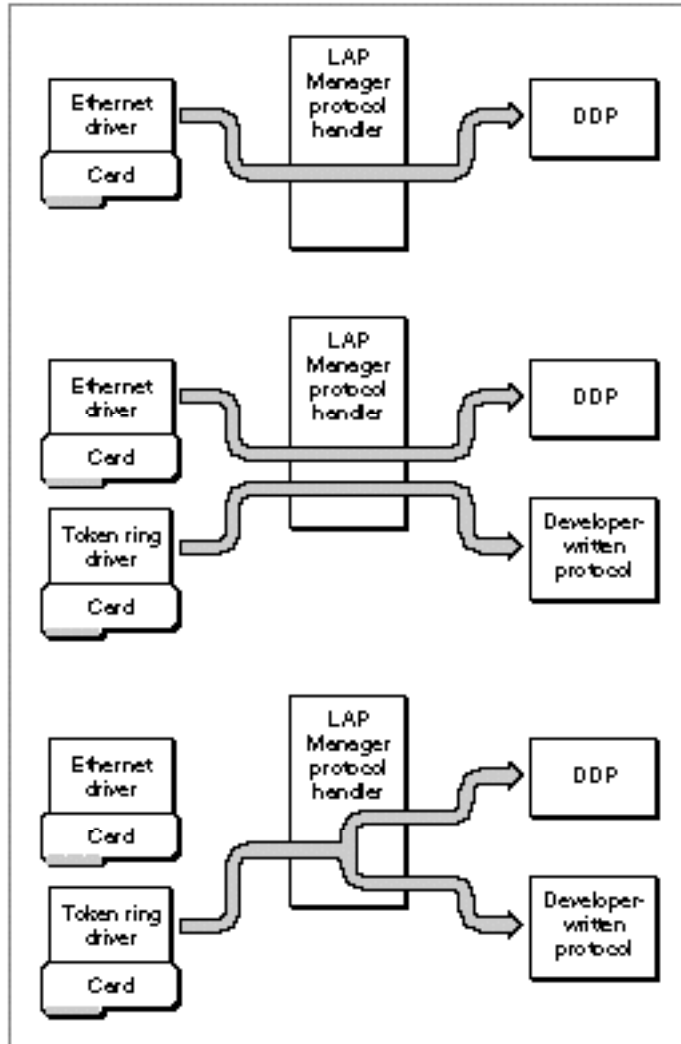 LAP
Manager
protocol
handler
Ethernet
driver
Card
DDP
LAP
Manager
protocol
handler
Ethernet
driver
Card
DDP
Token ring
driver
Card
Developer-
written
protocol
LAP
Manager
protocol
handler
Ethernet
driver
Card
DDP
Token ring
driver
Card
Developer-
written
protocol